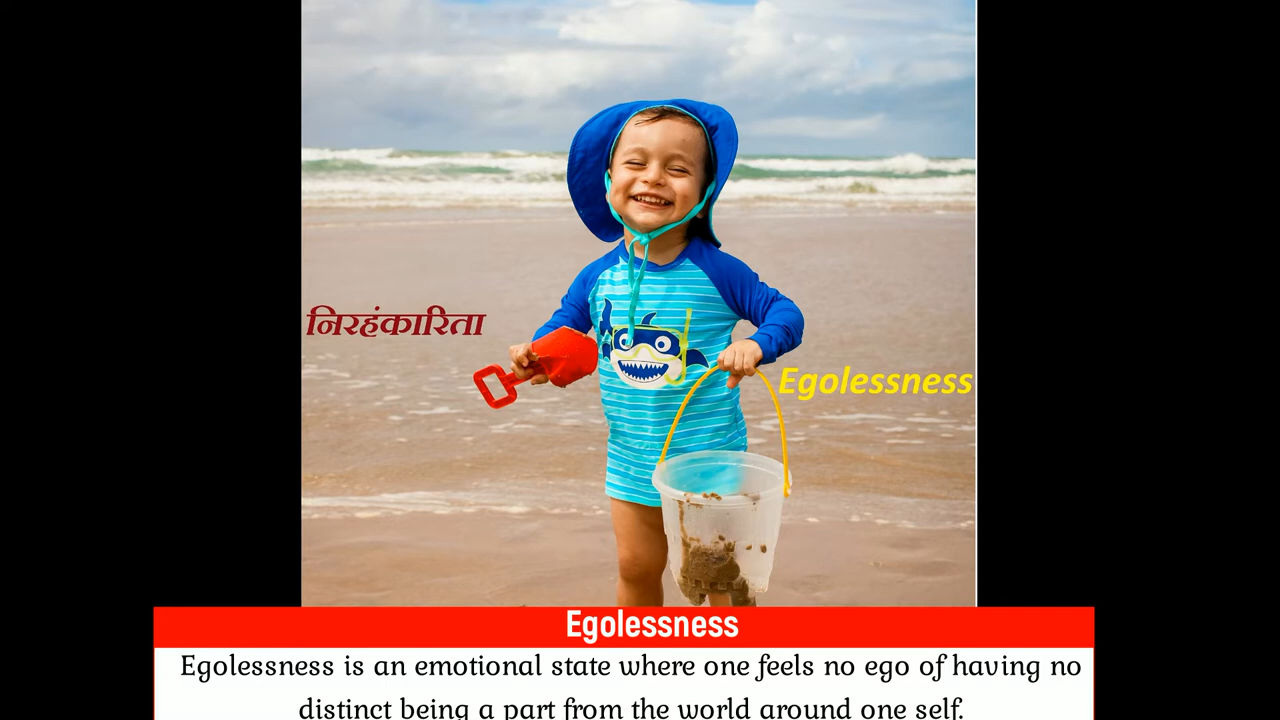 निरहंकारिता
Egolessness
Egolessness
Egolessness is an emotional state where one feels no ego of having no
distinct being a part from the world around one self.